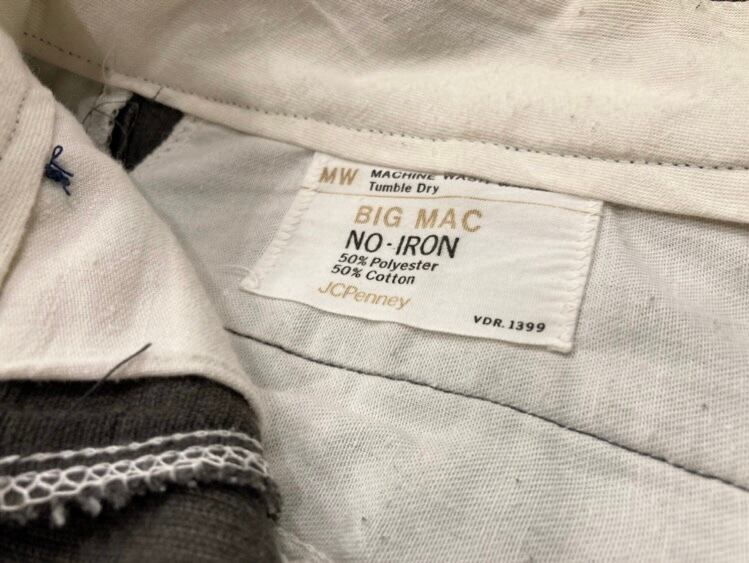 MW MACHINE WASH
Tumble Dry
BIG MAC
NO-IRON
50% Polyester
50% Cotton
JCPenney
VDR. 1399